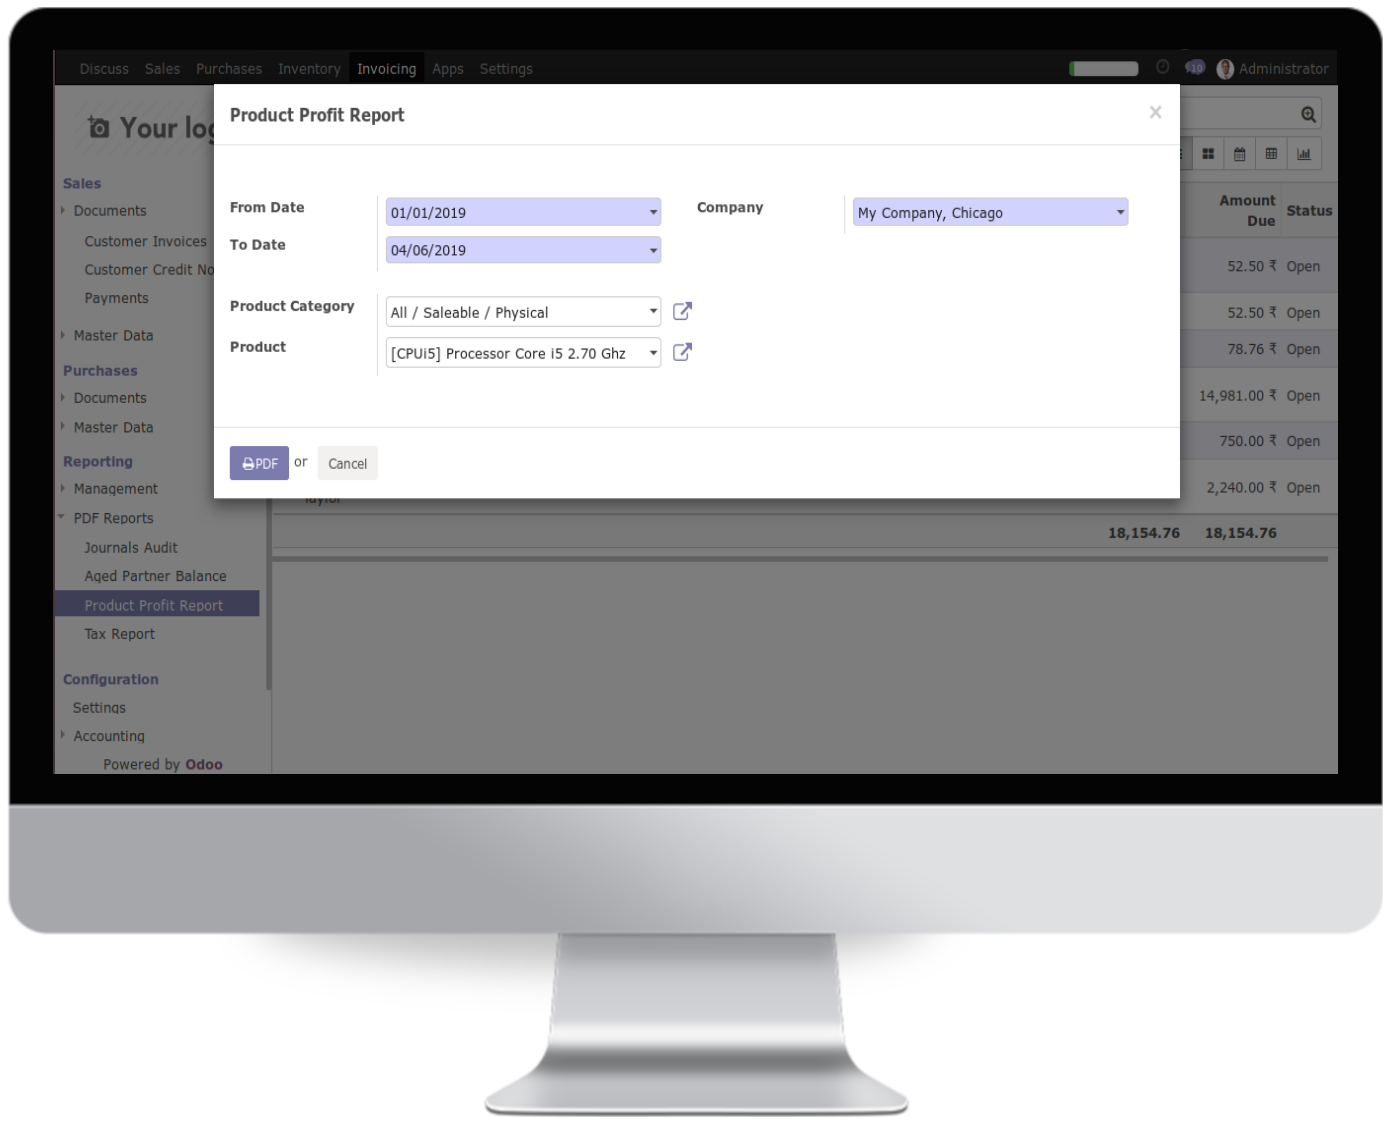 Discuss Sales Purchases Inventory Invoicing Apps Settings 10 Administrator
Your log
Product Profit Report ×
From Date 01/01/2019 Company My Company, Chicago
To Date 04/06/2019
Product Category All / Saleable / Physical
Product [CPUi5] Processor Core i5 2.70 Ghz
PDF or Cancel
Sales
Documents
Customer Invoices
Customer Credit No
Payments
Master Data
Purchases
Documents
Master Data
Reporting
Management
PDF Reports
Journals Audit
Aged Partner Balance
Product Profit Report
Tax Report
Configuration
Settings
Accounting
Powered by Odoo
Amount Due Status
52.50 ₹ Open
52.50 ₹ Open
78.76 ₹ Open
14,981.00 ₹ Open
750.00 ₹ Open
2,240.00 ₹ Open
Taylor
18,154.76 18,154.76